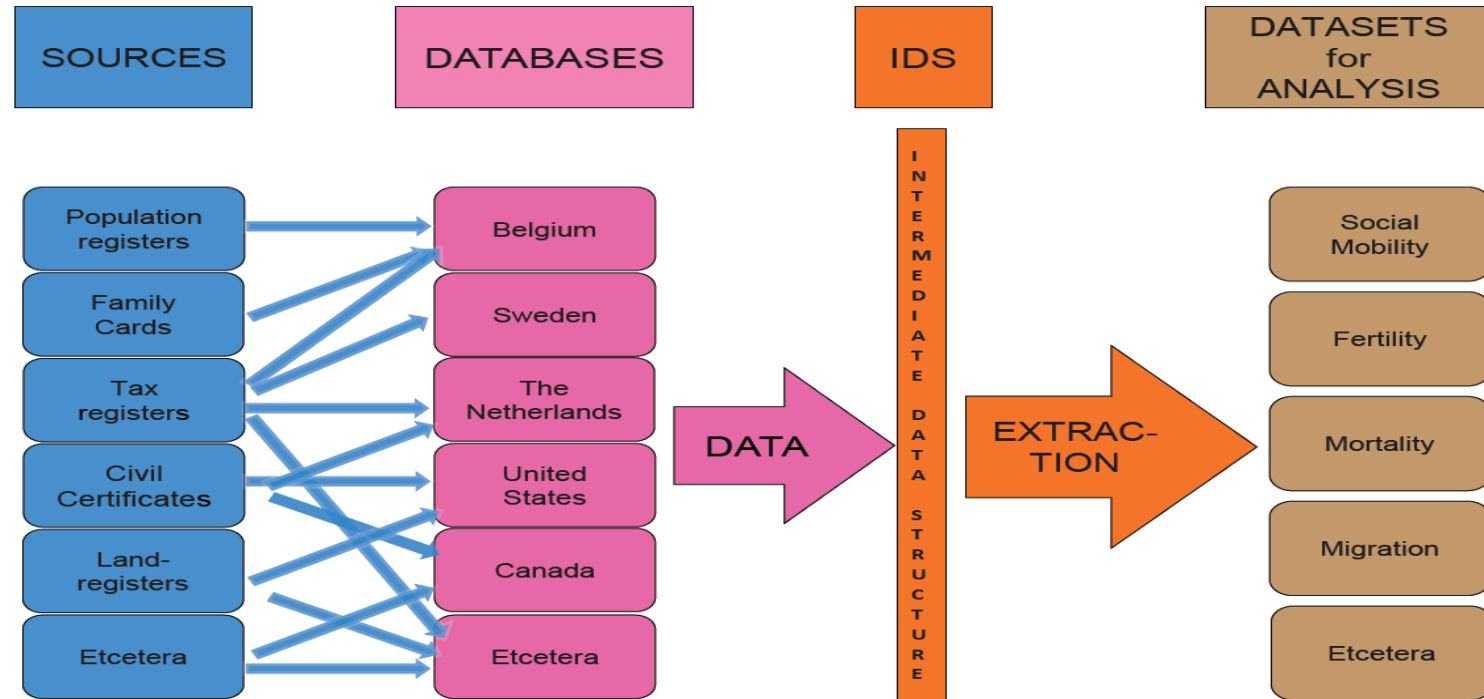 SOURCES
DATABASES
IDS
DATASETS
for
ANALYSIS
Population
registers
Family
Cards
Tax
registers
Civil
Certificates
Land-
registers
Etcetera
Belgium
Sweden
The
Netherlands
United
States
Canada
Etcetera
DATA
INTERMEDIATE DATA STRUCTURE
EXTRAC-
TION
Social
Mobility
Fertility
Mortality
Migration
Etcetera